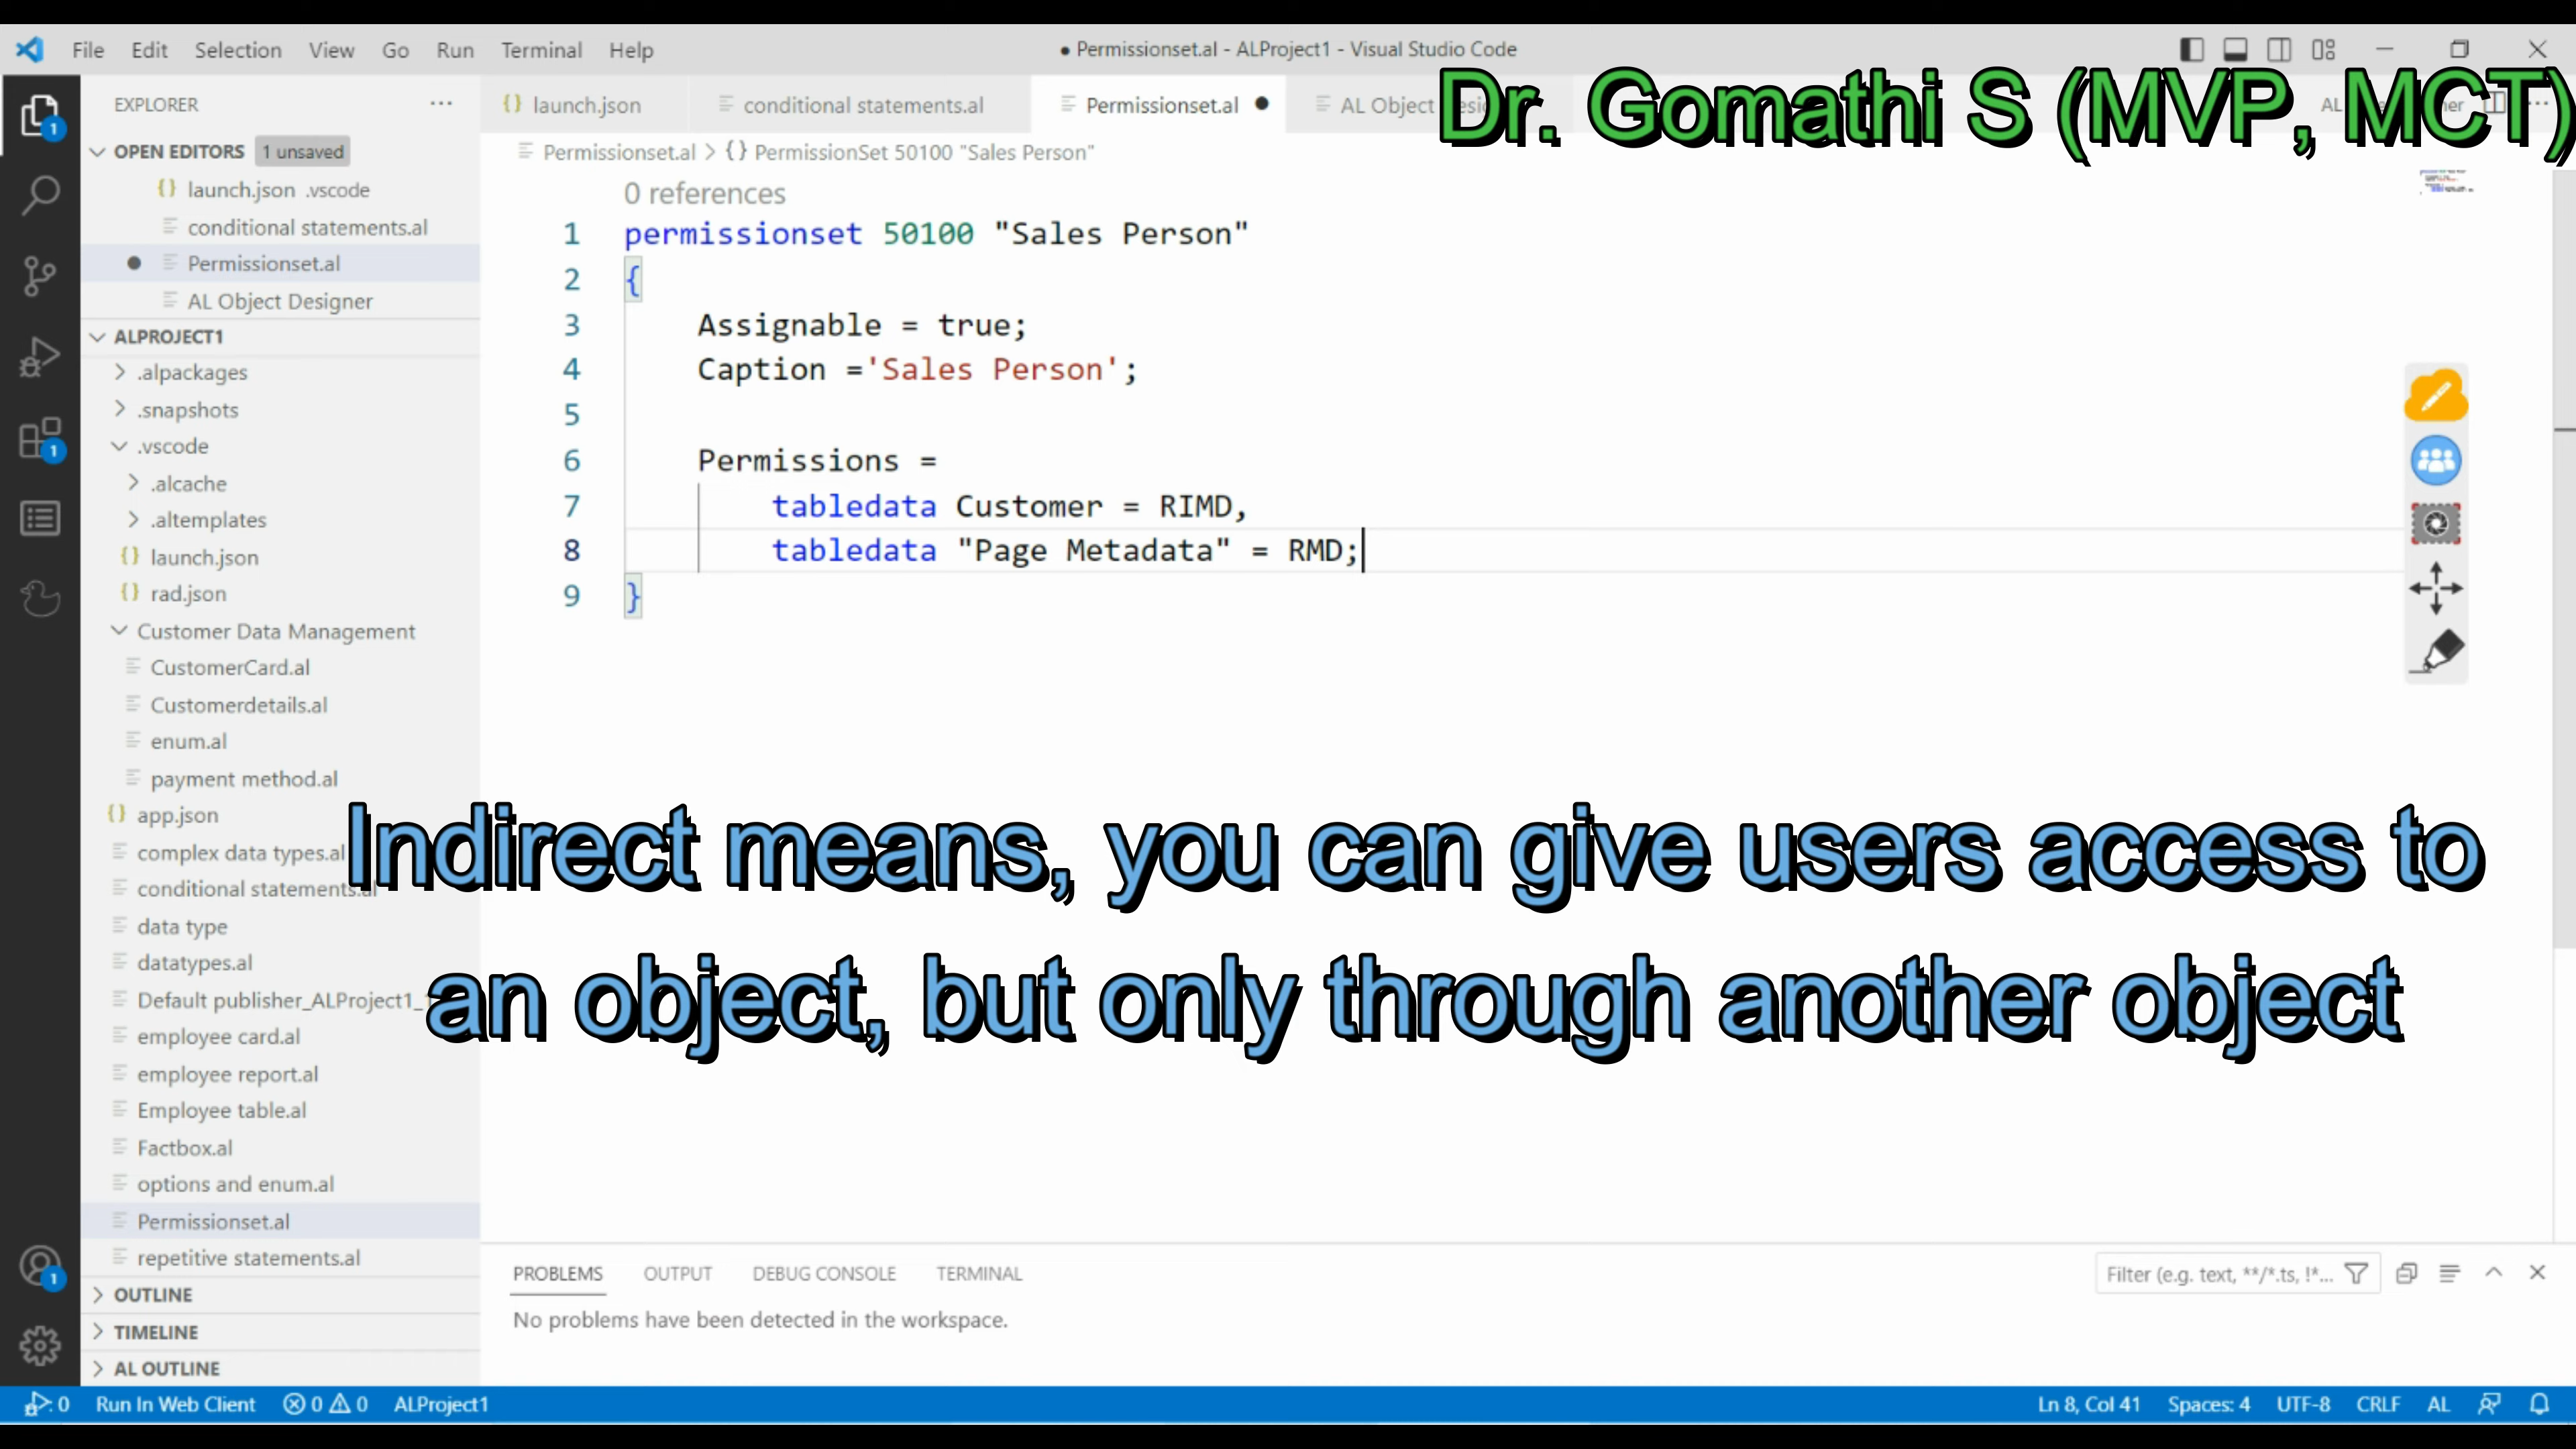 File Edit Selection View Go Run Terminal Help
● Permissionset.al - ALProject1 - Visual Studio Code
Dr. Gomathi S (MVP, MCT)
EXPLORER
OPEN EDITORS 1 unsaved
launch.json .vscode
conditional statements.al
Permissionset.al
AL Object Designer
ALPROJECT1
.alpackages
.snapshots
.vscode
.alcache
.altemplates
launch.json
rad.json
Customer Data Management
CustomerCard.al
Customerdetails.al
enum.al
payment method.al
app.json
complex data types.al
conditional statements.al
data type
datatypes.al
Default publisher_ALProject1_1
employee card.al
employee report.al
Employee table.al
Factbox.al
options and enum.al
Permissionset.al
repetitive statements.al
OUTLINE
TIMELINE
AL OUTLINE
launch.json conditional statements.al Permissionset.al AL Object
Permissionset.al > {} PermissionSet 50100 "Sales Person"
0 references
1 permissionset 50100 "Sales Person"
2 {
3 Assignable = true;
4 Caption ='Sales Person';
5
6 Permissions =
7 tabledata Customer = RIMD,
8 tabledata "Page Metadata" = RMD;
9 }
Indirect means, you can give users access to
an object, but only through another object
PROBLEMS OUTPUT DEBUG CONSOLE TERMINAL
Filter (e.g. text, **/*.ts, !*...
No problems have been detected in the workspace.
0 Run In Web Client 0 0 ALProject1
Ln 8, Col 41 Spaces: 4 UTF-8 CRLF AL